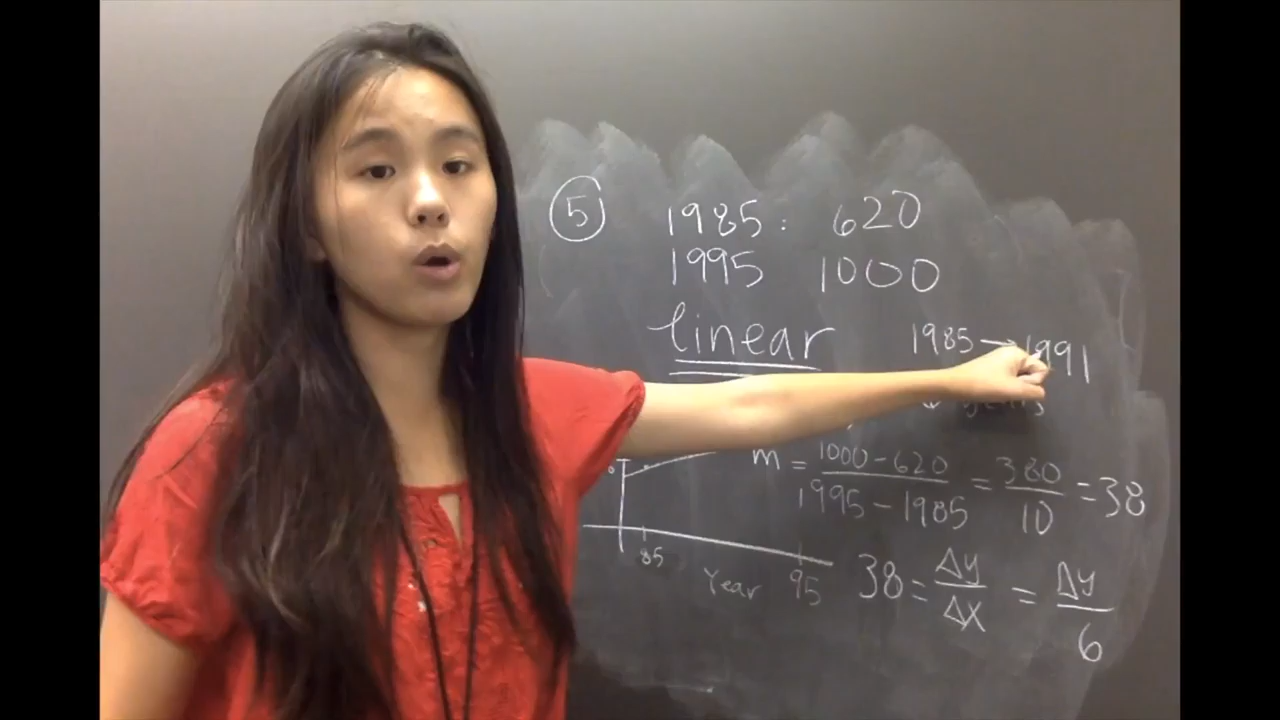 ⑤ 1985: 620
1995 1000
linear
1985 → 1991
m = 1000-620 / 1995-1985 = 380 / 10 = 38
85 Year 95
38 = Δy / Δx = Δy / 6